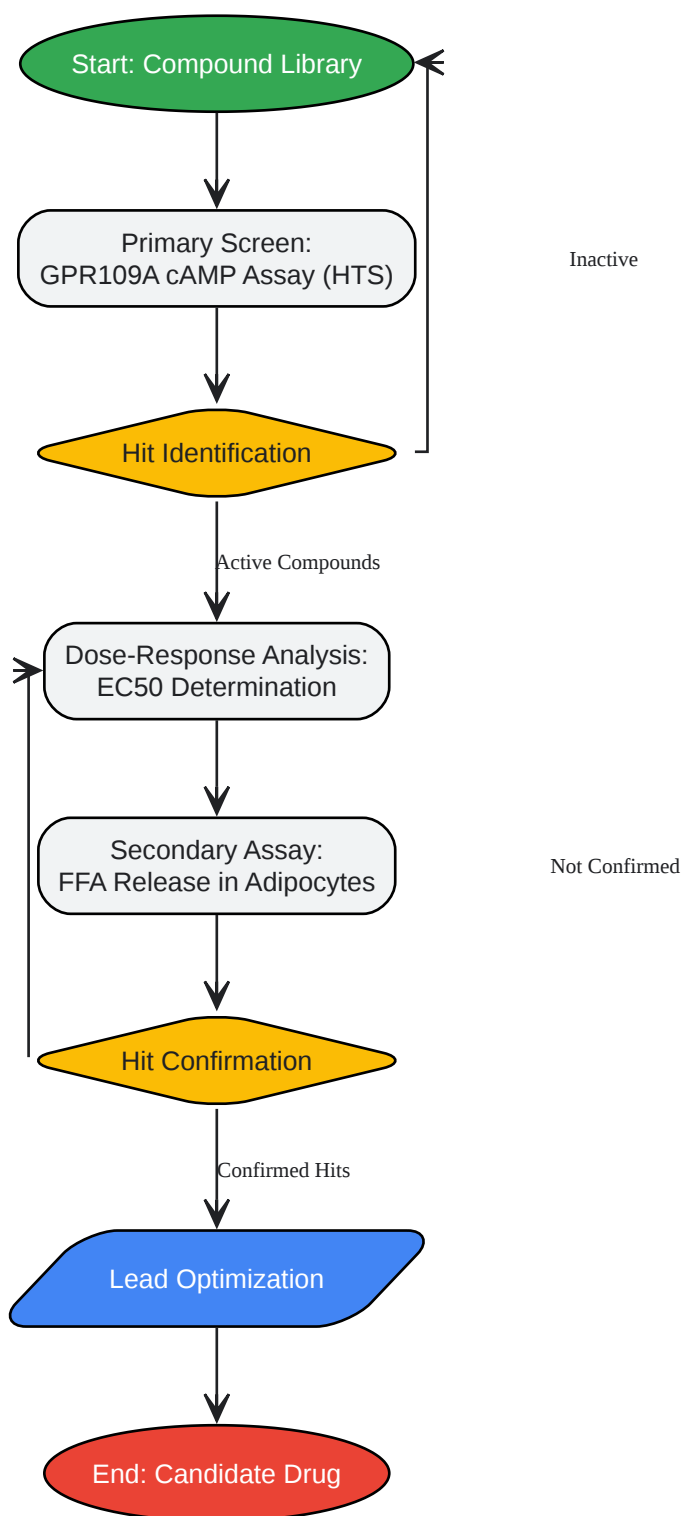 Start: Compound Library
Primary Screen:
GPR109A cAMP Assay (HTS)
Inactive
Hit Identification
Active Compounds
Dose-Response Analysis:
EC50 Determination
Secondary Assay:
FFA Release in Adipocytes
Not Confirmed
Hit Confirmation
Confirmed Hits
Lead Optimization
End: Candidate Drug